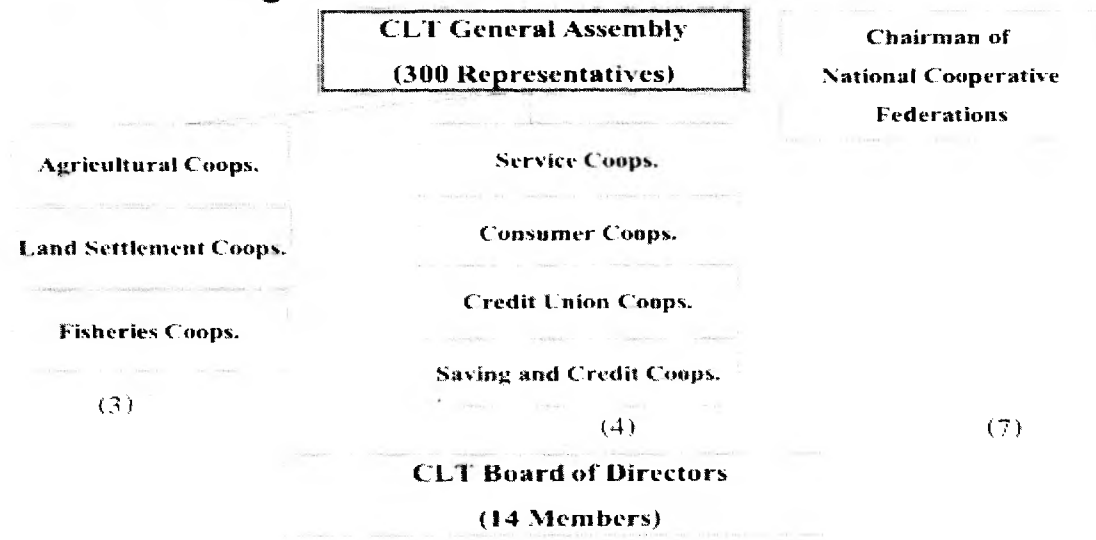 CLT General Assembly
(300 Representatives)
Chairman of
National Cooperative
Federations
Agricultural Coops.
Land Settlement Coops.
Fisheries Coops.
(3)
Service Coops.
Consumer Coops.
Credit Union Coops.
Saving and Credit Coops.
(4)
(7)
CLT Board of Directors
(14 Members)